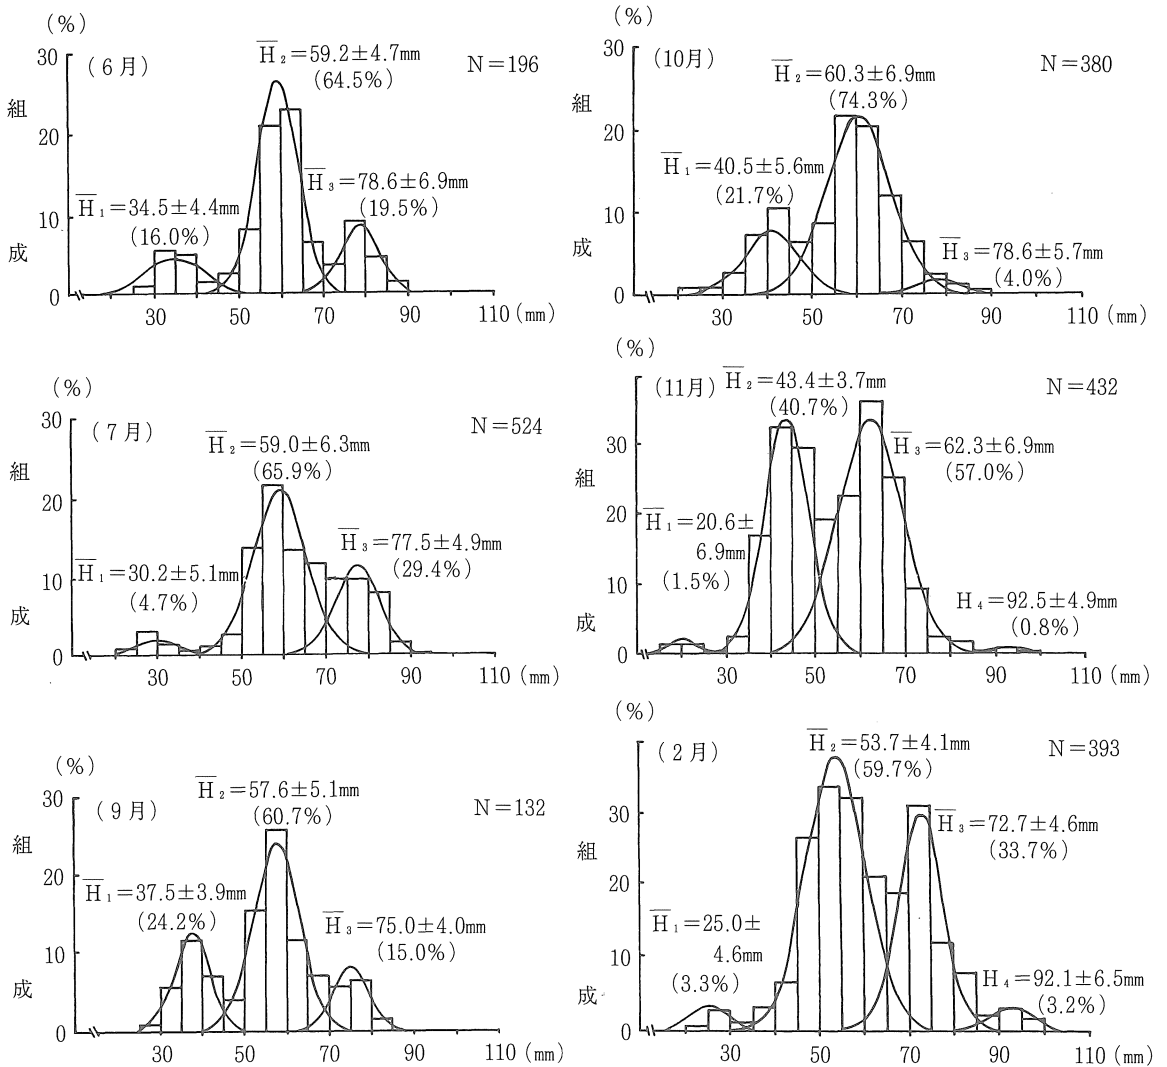 (%)
(6月)
H̅₂=59.2±4.7mm
(64.5%)
N=196
H̅₃=78.6±6.9mm
(19.5%)
H̅₁=34.5±4.4mm
(16.0%)
組
成
30
20
10
0
30 50 70 90 110(mm)
(%)
(7月)
H̅₂=59.0±6.3mm
(65.9%)
N=524
H̅₃=77.5±4.9mm
(29.4%)
H̅₁=30.2±5.1mm
(4.7%)
組
成
30
20
10
0
30 50 70 90 110(mm)
(%)
(9月)
H̅₂=57.6±5.1mm
(60.7%)
N=132
H̅₁=37.5±3.9mm
(24.2%)
H̅₃=75.0±4.0mm
(15.0%)
組
成
30
20
10
0
30 50 70 90 110(mm)
(%)
(10月)
H̅₂=60.3±6.9mm
(74.3%)
N=380
H̅₁=40.5±5.6mm
(21.7%)
H̅₃=78.6±5.7mm
(4.0%)
組
成
30
20
10
0
30 50 70 90 110(mm)
(%)
(11月)
H̅₂=43.4±3.7mm
(40.7%)
N=432
H̅₃=62.3±6.9mm
(57.0%)
H̅₁=20.6±
6.9mm
(1.5%)
H₄=92.5±4.9mm
(0.8%)
組
成
30
20
10
0
30 50 70 90 110(mm)
(%)
(2月)
H̅₂=53.7±4.1mm
(59.7%)
N=393
H̅₃=72.7±4.6mm
(33.7%)
H̅₁=25.0±
4.6mm
(3.3%)
H₄=92.1±6.5mm
(3.2%)
組
成
30
20
10
0
30 50 70 90 110(mm)